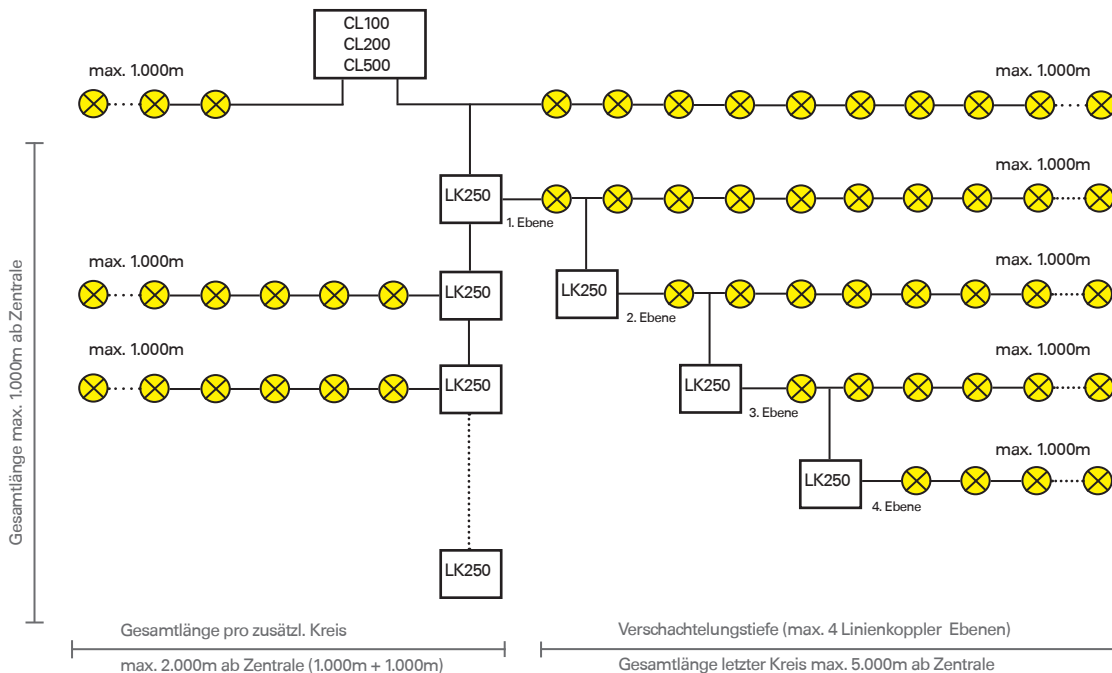 CL100
CL200
CL500
max. 1.000m
max. 1.000m
max. 1.000m
LK250
1. Ebene
max. 1.000m
LK250
max. 1.000m
LK250
2. Ebene
max. 1.000m
LK250
max. 1.000m
LK250
3. Ebene
max. 1.000m
LK250
4. Ebene
LK250
Gesamtlänge max. 1.000m ab Zentrale
Gesamtlänge pro zusätzl. Kreis
max. 2.000m ab Zentrale (1.000m + 1.000m)
Verschachtelungstiefe (max. 4 Linienkoppler Ebenen)
Gesamtlänge letzter Kreis max. 5.000m ab Zentrale